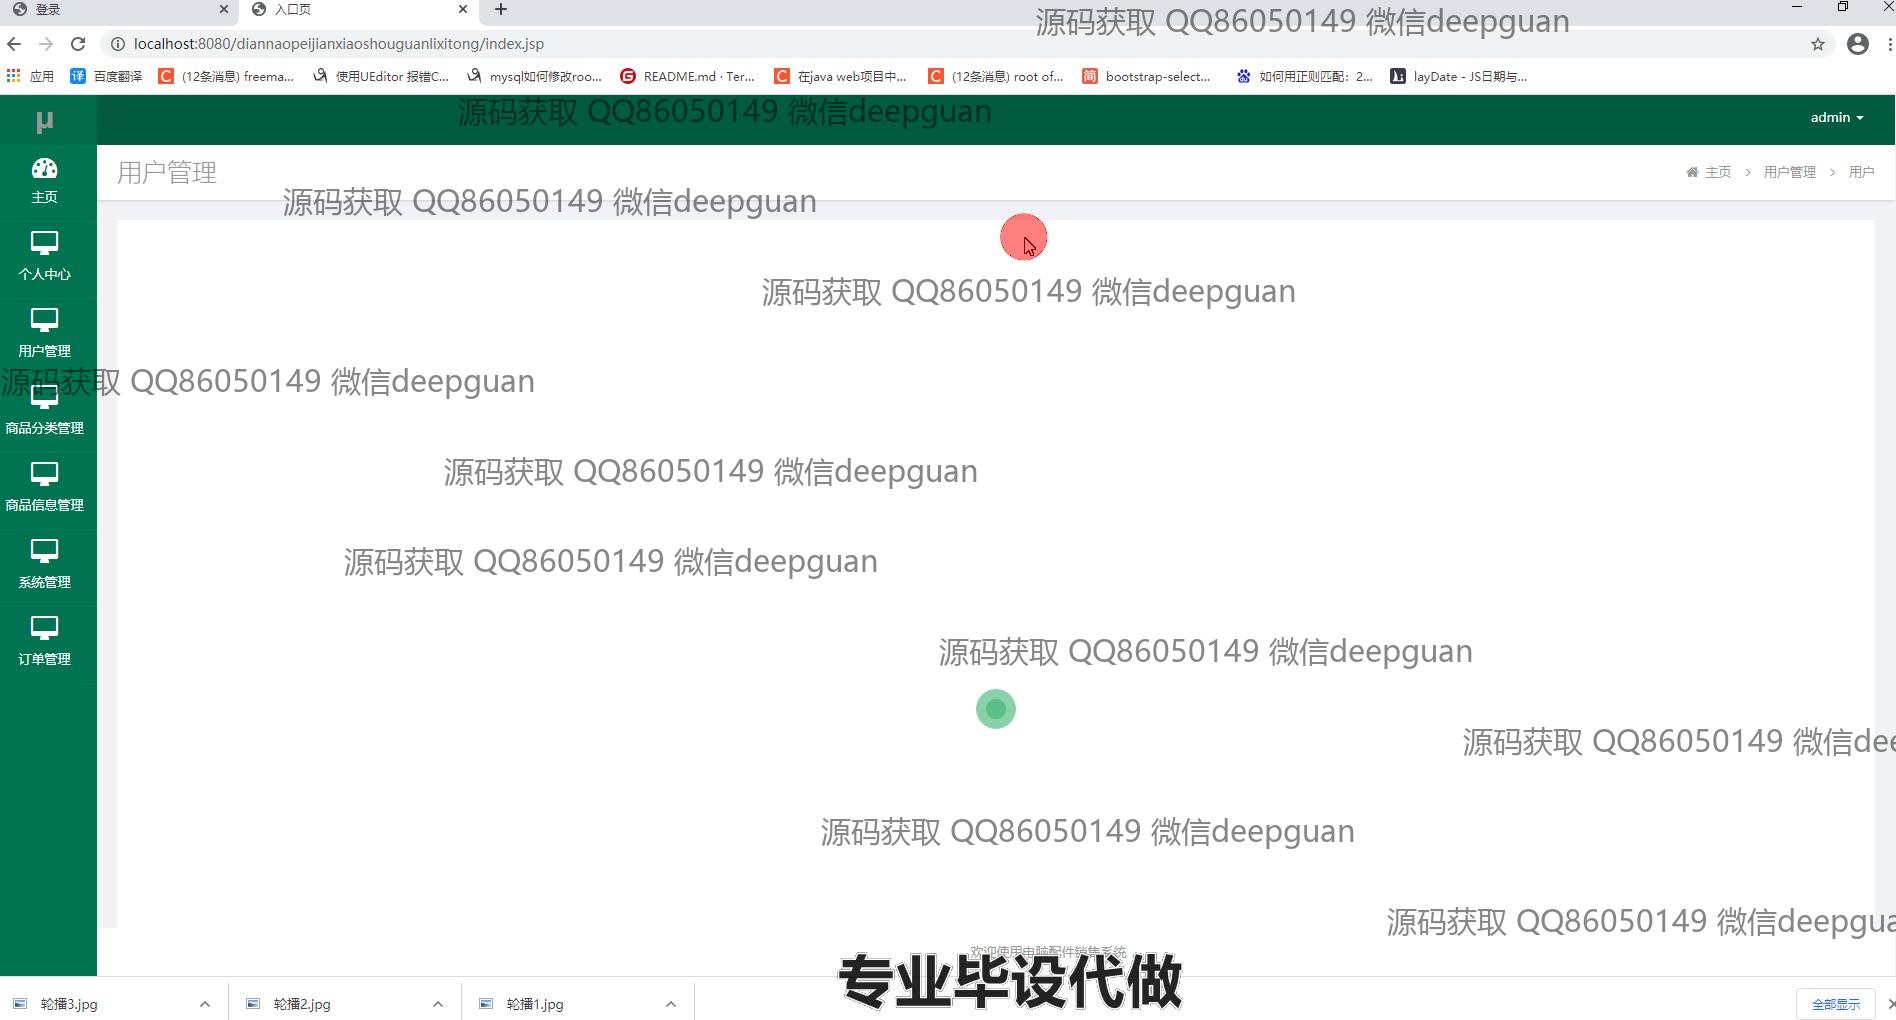 登录
入口页
源码获取 QQ86050149 微信deepguan
localhost:8080/diannaopeijianxiaoshouguanlixitong/index.jsp
应用
百度翻译
(12条消息) freema...
使用UEditor 报错C...
mysql如何修改roo...
README.md · Ter...
在java web项目中...
(12条消息) root of...
bootstrap-select...
如何用正则匹配：2...
layDate - JS日期与...
源码获取 QQ86050149 微信deepguan
μ
admin
用户管理
主页 > 用户管理 > 用户
主页
源码获取 QQ86050149 微信deepguan
个人中心
源码获取 QQ86050149 微信deepguan
用户管理
源码获取 QQ86050149 微信deepguan
商品分类管理
源码获取 QQ86050149 微信deepguan
商品信息管理
源码获取 QQ86050149 微信deepguan
系统管理
源码获取 QQ86050149 微信deepguan
订单管理
源码获取 QQ86050149 微信dee
源码获取 QQ86050149 微信deepguan
源码获取 QQ86050149 微信deepgua
欢迎使用电脑配件销售系统
专业毕设代做
轮播3.jpg
轮播2.jpg
轮播1.jpg
全部显示